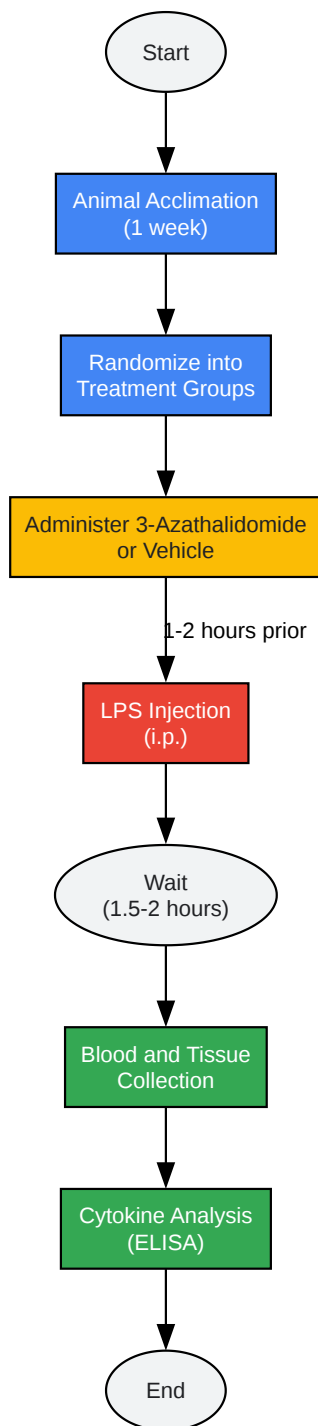 Start
Animal Acclimation
(1 week)
Randomize into
Treatment Groups
Administer 3-Azathalidomide
or Vehicle
1-2 hours prior
LPS Injection
(i.p.)
Wait
(1.5-2 hours)
Blood and Tissue
Collection
Cytokine Analysis
(ELISA)
End